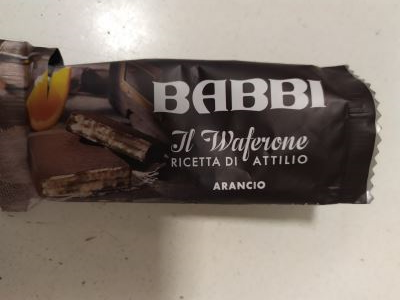 BABBI
Il Waferone
RICETTA DI ATTILIO
ARANCIO